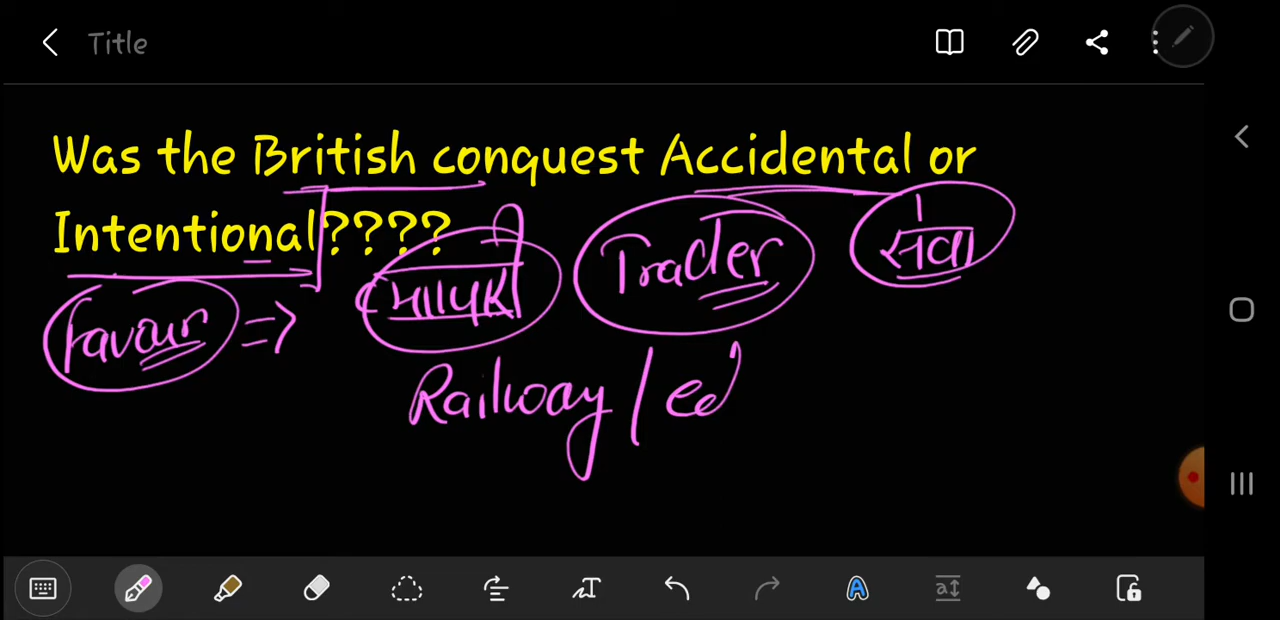 Title
Was the British conquest Accidental or
Intentional????
Favour => Trader
Railway / ed